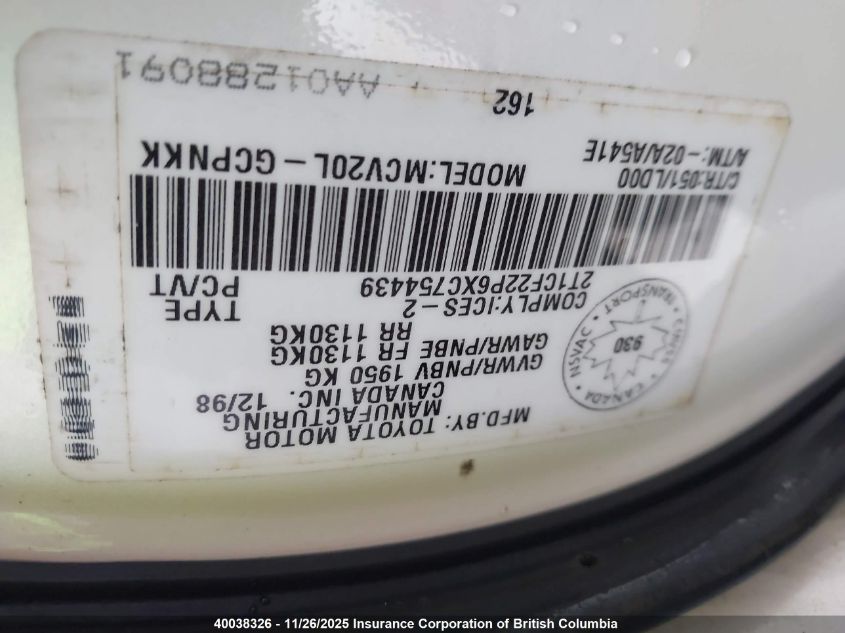 MFD.BY: TOYOTA MOTOR
MANUFACTURING
CANADA INC. 12/98
GVWR/PNBV 1950 KG
GAWR/PNBE FR 1130KG
RR 1130KG
COMPLY:ICES-2
TYPE
2T1CF22P6XC754439
PC/VT
TRANSPORT CANADA
NSVAC
930
C/TR:051/LD00
MODEL:MCV20L-GCPNKK
A/TM:-02A/A541E
162
AA01288091
40038326 - 11/26/2025 Insurance Corporation of British Columbia